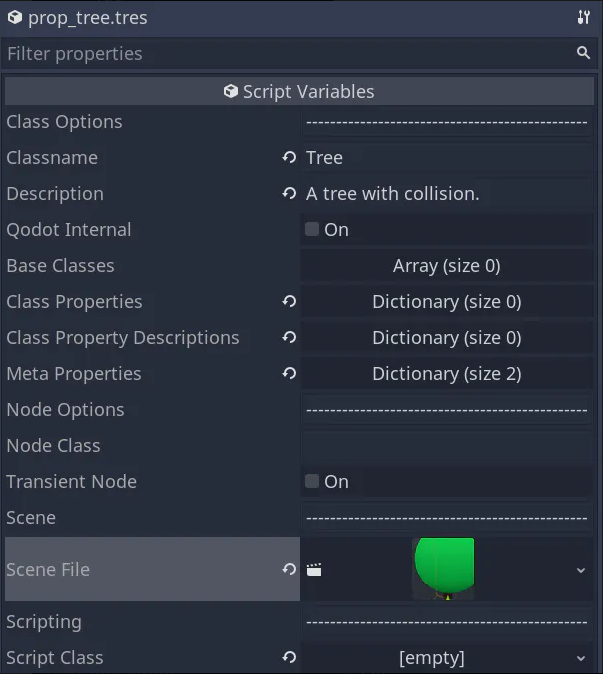 prop_tree.tres
Filter properties
Script Variables
Class Options ------------------------------------------------
Classname Tree
Description A tree with collision.
Qodot Internal On
Base Classes Array (size 0)
Class Properties Dictionary (size 0)
Class Property Descriptions Dictionary (size 0)
Meta Properties Dictionary (size 2)
Node Options ------------------------------------------------
Node Class
Transient Node On
Scene ------------------------------------------------
Scene File
Scripting ------------------------------------------------
Script Class [empty]